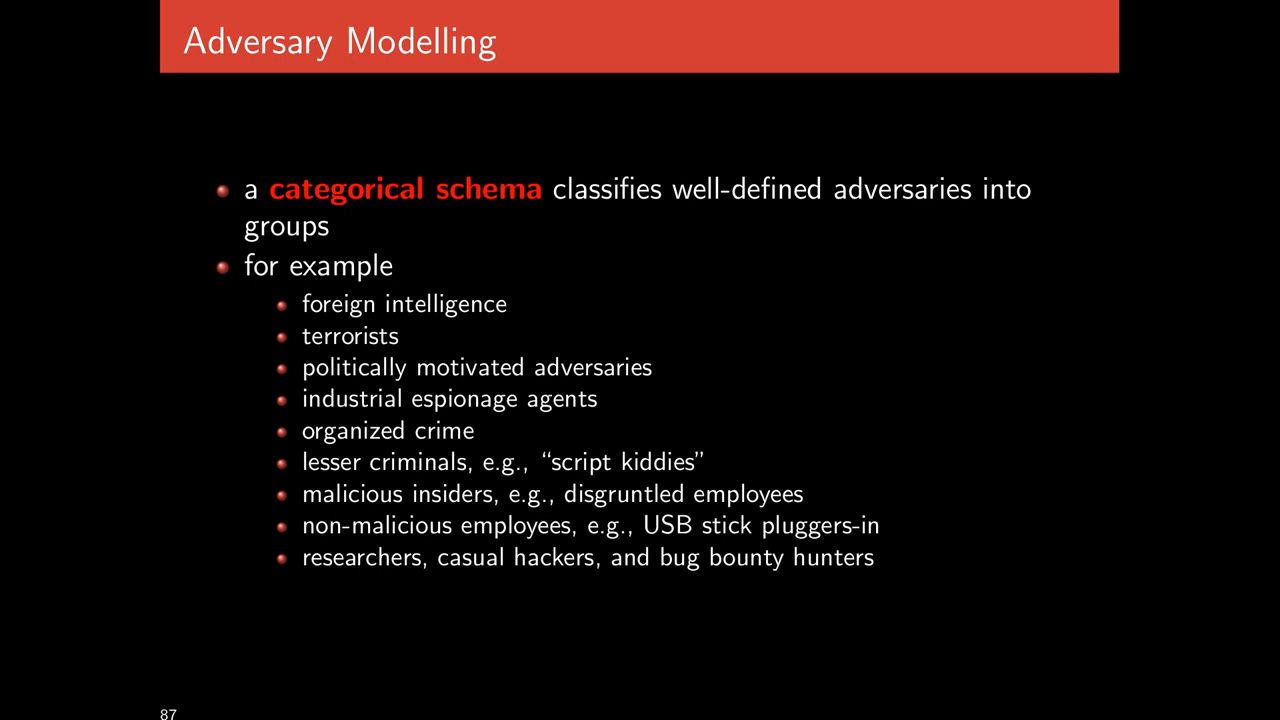 Adversary Modelling
a categorical schema classifies well-defined adversaries into
groups
for example
foreign intelligence
terrorists
politically motivated adversaries
industrial espionage agents
organized crime
lesser criminals, e.g., “script kiddies”
malicious insiders, e.g., disgruntled employees
non-malicious employees, e.g., USB stick pluggers-in
researchers, casual hackers, and bug bounty hunters
87